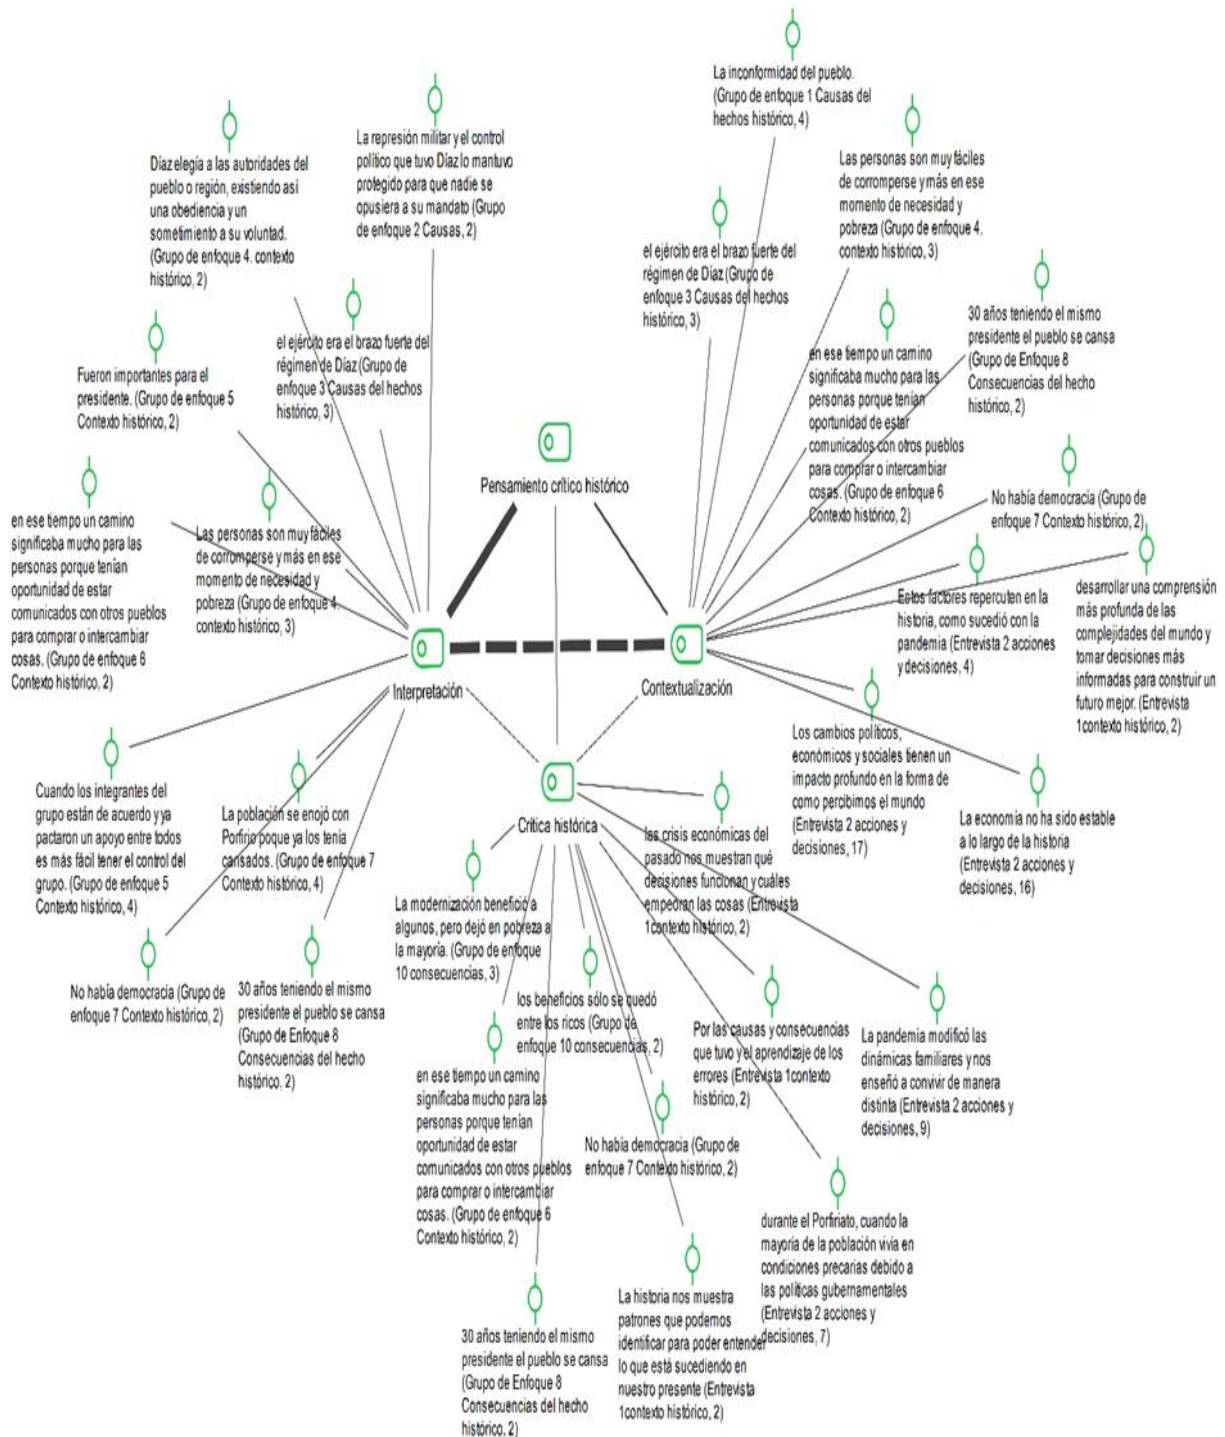 La inconformidad del pueblo.
(Grupo de enfoque 1 Causas del
hechos histórico, 4)
Díaz elegía a las autoridades del
pueblo o región, existiendo así
una obediencia y un
sometimiento a su voluntad.
(Grupo de enfoque 4. contexto
histórico, 2)
La represión militar y el control
político que tuvo Díaz lo mantuvo
protegido para que nadie se
opusiera a su mandato (Grupo
de enfoque 2 Causas, 2)
Las personas son muy fáciles
de corromperse y más en ese
momento de necesidad y
pobreza (Grupo de enfoque 4.
contexto histórico, 3)
el ejército era el brazo fuerte del
régimen de Díaz (Grupo de
enfoque 3 Causas del hechos
histórico, 3)
30 años teniendo el mismo
presidente el pueblo se cansa
(Grupo de Enfoque 8
Consecuencias del hecho
histórico, 2)
el ejército era el brazo fuerte del
régimen de Díaz (Grupo de
enfoque 3 Causas del hechos
histórico, 3)
en ese tiempo un camino
significaba mucho para las
personas porque tenían
oportunidad de estar
comunicados con otros pueblos
para comprar o intercambiar
cosas. (Grupo de enfoque 6
Contexto histórico, 2)
Fueron importantes para el
presidente. (Grupo de enfoque 5
Contexto histórico, 2)
Pensamiento crítico histórico
No había democracia (Grupo de
enfoque 7 Contexto histórico, 2)
en ese tiempo un camino
significaba mucho para las
personas porque tenían
oportunidad de estar
comunicados con otros pueblos
para comprar o intercambiar
cosas. (Grupo de enfoque 6
Contexto histórico, 2)
Las personas son muy fáciles
de corromperse y más en ese
momento de necesidad y
pobreza (Grupo de enfoque 4.
contexto histórico, 3)
Estos factores repercuten en la
historia, como sucedió con la
pandemia (Entrevista 2 acciones
y decisiones, 4)
desarrollar una comprensión
más profunda de las
complejidades del mundo y
tomar decisiones más
informadas para construir un
futuro mejor. (Entrevista
1contexto histórico, 2)
Interpretación
Contextualización
Los cambios políticos,
económicos y sociales tienen un
impacto profundo en la forma de
como percibimos el mundo
(Entrevista 2 acciones y
decisiones, 17)
Cuando los integrantes del
grupo están de acuerdo y ya
pactaron un apoyo entre todos
es más fácil tener el control del
grupo. (Grupo de enfoque 5
Contexto histórico, 4)
La población se enojó con
Porfirio poque ya los tenia
cansados. (Grupo de enfoque 7
Contexto histórico, 4)
Crítica histórica
las crisis económicas del
pasado nos muestran qué
decisiones funcionan y cuáles
empeoran las cosas (Entrevista
1contexto histórico, 2)
La economía no ha sido estable
a lo largo de la historia
(Entrevista 2 acciones y
decisiones, 16)
La modernización benefició a
algunos, pero dejó en pobreza a
la mayoría. (Grupo de enfoque
10 consecuencias, 3)
No había democracia (Grupo de
enfoque 7 Contexto histórico, 2)
30 años teniendo el mismo
presidente el pueblo se cansa
(Grupo de Enfoque 8
Consecuencias del hecho
histórico. 2)
los beneficios sólo se quedó
entre los ricos (Grupo de
enfoque 10 consecuencias, 2)
Por las causas y consecuencias
que tuvo y el aprendizaje de los
errores (Entrevista 1contexto
histórico, 2)
La pandemia modificó las
dinámicas familiares y nos
enseñó a convivir de manera
distinta (Entrevista 2 acciones y
decisiones, 9)
en ese tiempo un camino
significaba mucho para las
personas porque tenían
oportunidad de estar
comunicados con otros pueblos
para comprar o intercambiar
cosas. (Grupo de enfoque 6
Contexto histórico, 2)
No había democracia (Grupo de
enfoque 7 Contexto histórico, 2)
durante el Porfiriato, cuando la
mayoría de la población vivía en
condiciones precarias debido a
las políticas gubernamentales
(Entrevista 2 acciones y
decisiones, 7)
La historia nos muestra
patrones que podemos
identificar para poder entender
lo que está sucediendo en
nuestro presente (Entrevista
1contexto histórico, 2)
30 años teniendo el mismo
presidente el pueblo se cansa
(Grupo de Enfoque 8
Consecuencias del hecho
histórico, 2)